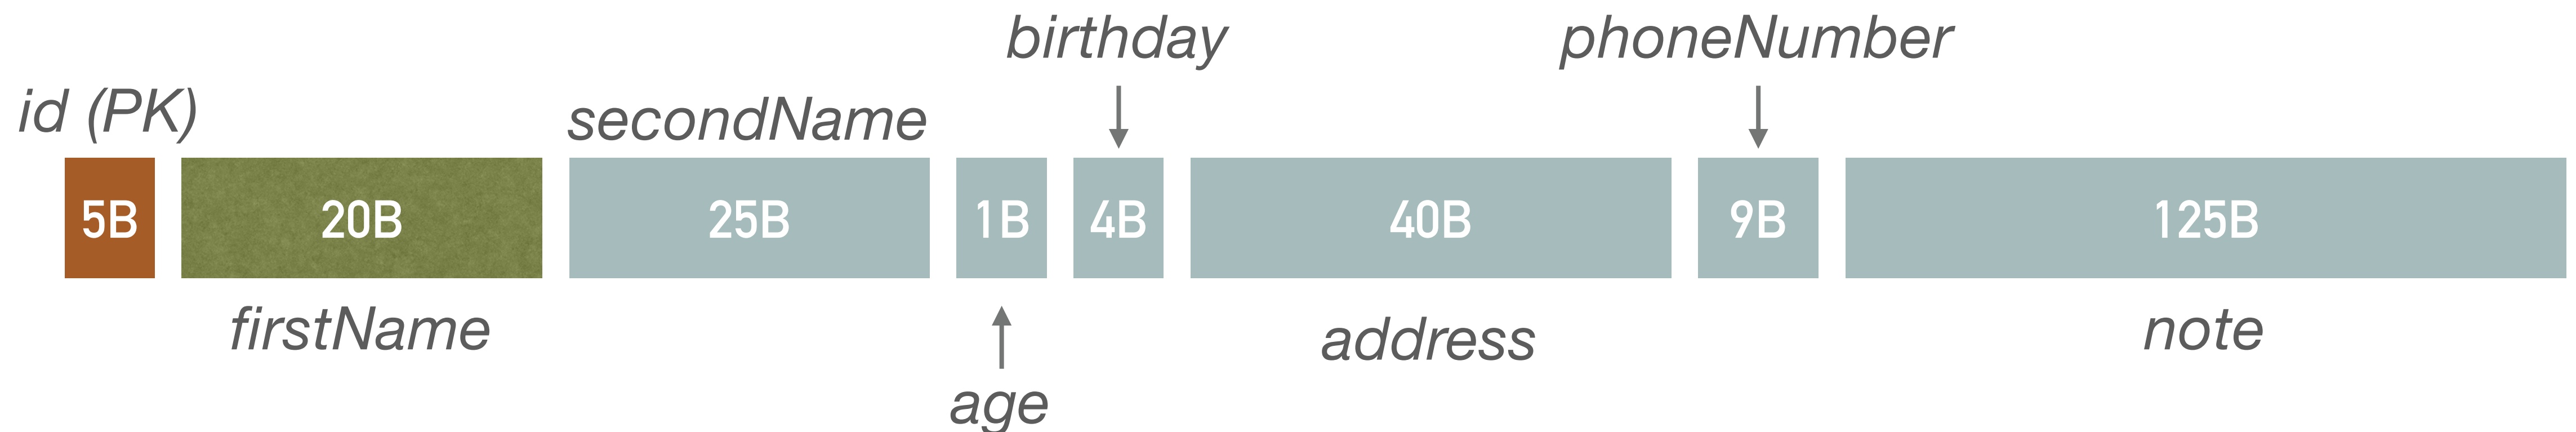 birthday
phoneNumber
id (PK)
secondName
5B
20B
25B
1B
4B
40B
9B
125B
firstName
address
note
age